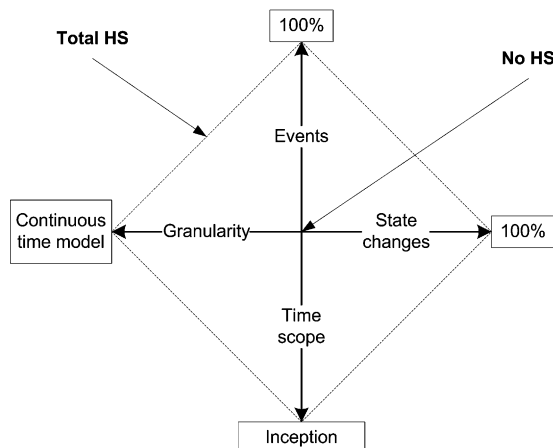 100%
Total HS
No HS
Events
Continuous
time model
Granularity
State
changes
100%
Time
scope
Inception